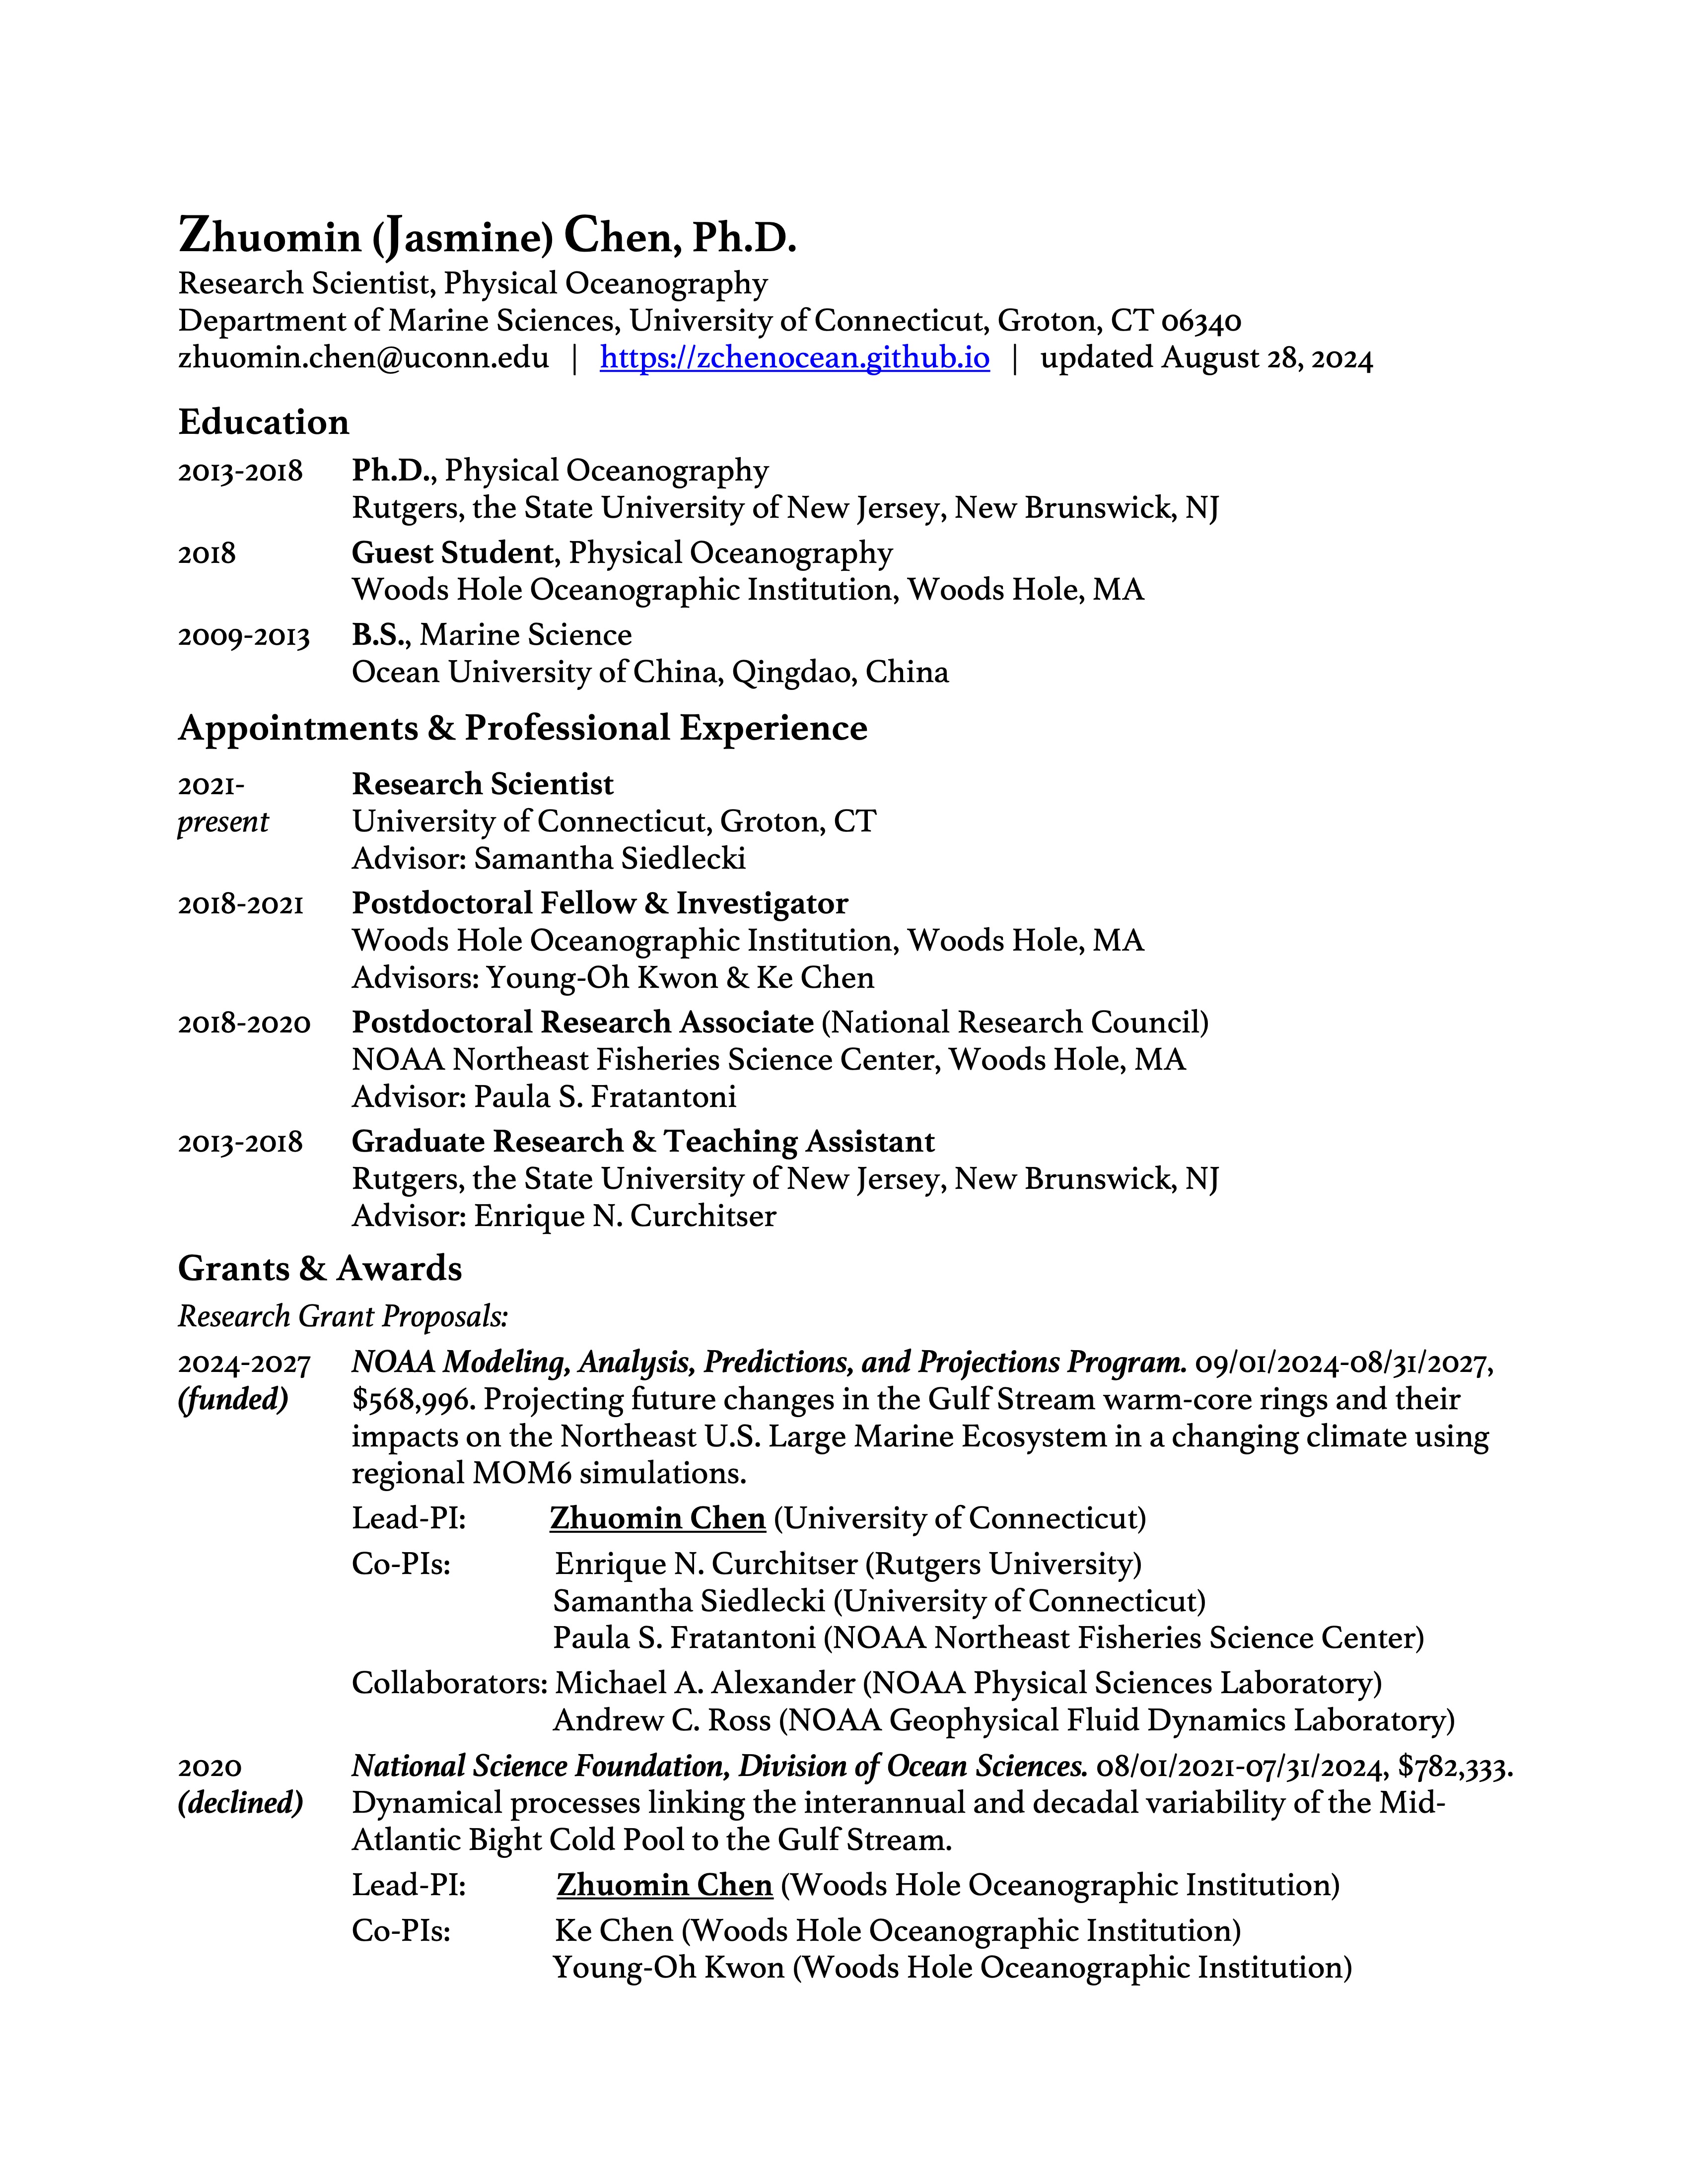 Zhuomin (Jasmine) Chen, Ph.D.
Research Scientist, Physical Oceanography
Department of Marine Sciences, University of Connecticut, Groton, CT 06340
zhuomin.chen@uconn.edu | https://zchenocean.github.io | updated August 28, 2024
Education
2013-2018 Ph.D., Physical Oceanography
Rutgers, the State University of New Jersey, New Brunswick, NJ
2018 Guest Student, Physical Oceanography
Woods Hole Oceanographic Institution, Woods Hole, MA
2009-2013 B.S., Marine Science
Ocean University of China, Qingdao, China
Appointments & Professional Experience
2021- Research Scientist
present University of Connecticut, Groton, CT
Advisor: Samantha Siedlecki
2018-2021 Postdoctoral Fellow & Investigator
Woods Hole Oceanographic Institution, Woods Hole, MA
Advisors: Young-Oh Kwon & Ke Chen
2018-2020 Postdoctoral Research Associate (National Research Council)
NOAA Northeast Fisheries Science Center, Woods Hole, MA
Advisor: Paula S. Fratantoni
2013-2018 Graduate Research & Teaching Assistant
Rutgers, the State University of New Jersey, New Brunswick, NJ
Advisor: Enrique N. Curchitser
Grants & Awards
Research Grant Proposals:
2024-2027 NOAA Modeling, Analysis, Predictions, and Projections Program. 09/01/2024-08/31/2027,
(funded) $568,996. Projecting future changes in the Gulf Stream warm-core rings and their
impacts on the Northeast U.S. Large Marine Ecosystem in a changing climate using
regional MOM6 simulations.
Lead-PI: Zhuomin Chen (University of Connecticut)
Co-PIs: Enrique N. Curchitser (Rutgers University)
Samantha Siedlecki (University of Connecticut)
Paula S. Fratantoni (NOAA Northeast Fisheries Science Center)
Collaborators: Michael A. Alexander (NOAA Physical Sciences Laboratory)
Andrew C. Ross (NOAA Geophysical Fluid Dynamics Laboratory)
2020 National Science Foundation, Division of Ocean Sciences. 08/01/2021-07/31/2024, $782,333.
(declined) Dynamical processes linking the interannual and decadal variability of the Mid-
Atlantic Bight Cold Pool to the Gulf Stream.
Lead-PI: Zhuomin Chen (Woods Hole Oceanographic Institution)
Co-PIs: Ke Chen (Woods Hole Oceanographic Institution)
Young-Oh Kwon (Woods Hole Oceanographic Institution)